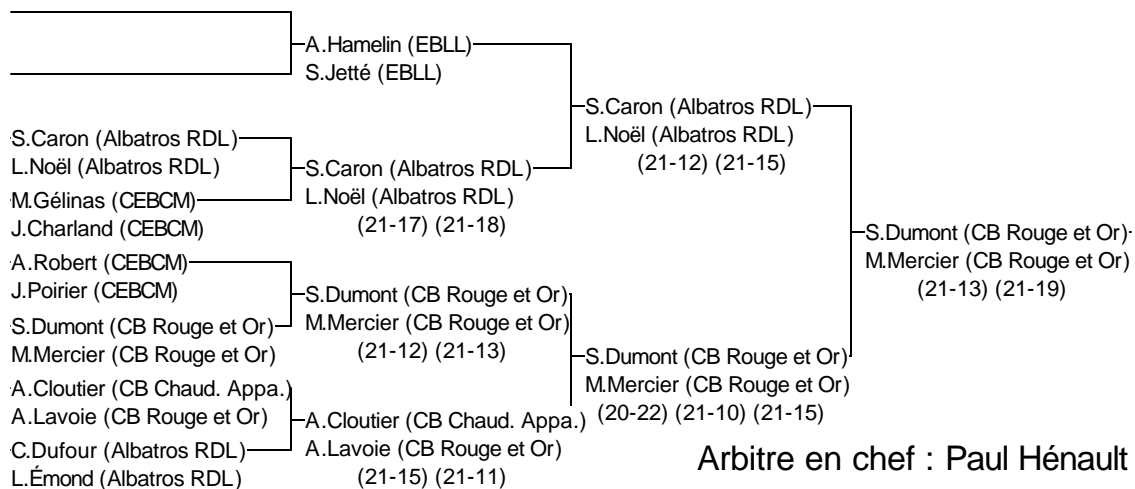 A.Hamelin (EBLL)
S.Jetté (EBLL)
S.Caron (Albatros RDL)
L.Noël (Albatros RDL)
M.Gélinas (CEBCM)
J.Charland (CEBCM)
A.Robert (CEBCM)
J.Poirier (CEBCM)
S.Dumont (CB Rouge et Or)
M.Mercier (CB Rouge et Or)
A.Cloutier (CB Chaud. Appa.)
A.Lavoie (CB Rouge et Or)
C.Dufour (Albatros RDL)
L.Émond (Albatros RDL)
S.Caron (Albatros RDL)
L.Noël (Albatros RDL)
(21-17) (21-18)
S.Dumont (CB Rouge et Or)
M.Mercier (CB Rouge et Or)
(21-12) (21-13)
A.Cloutier (CB Chaud. Appa.)
A.Lavoie (CB Rouge et Or)
(21-15) (21-11)
S.Caron (Albatros RDL)
L.Noël (Albatros RDL)
(21-12) (21-15)
S.Dumont (CB Rouge et Or)
M.Mercier (CB Rouge et Or)
(20-22) (21-10) (21-15)
S.Dumont (CB Rouge et Or)
M.Mercier (CB Rouge et Or)
(21-13) (21-19)
Arbitre en chef : Paul Hénault